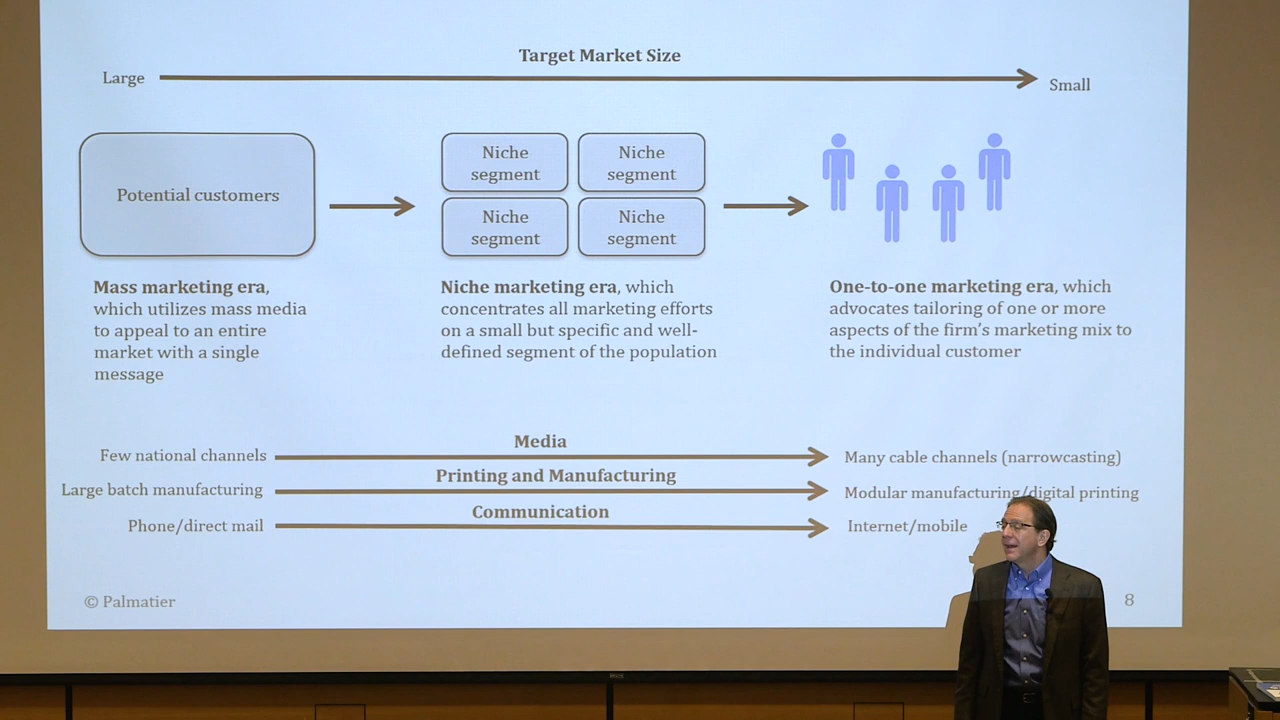 Target Market Size
Large
Small
Potential customers
Niche
segment
Niche
segment
Niche
segment
Niche
segment
Mass marketing era,
which utilizes mass media
to appeal to an entire
market with a single
message
Niche marketing era, which
concentrates all marketing efforts
on a small but specific and well-
defined segment of the population
One-to-one marketing era, which
advocates tailoring of one or more
aspects of the firm's marketing mix to
the individual customer
Media
Few national channels
Many cable channels (narrowcasting)
Printing and Manufacturing
Large batch manufacturing
Modular manufacturing/digital printing
Communication
Phone/direct mail
Internet/mobile
© Palmatier
8